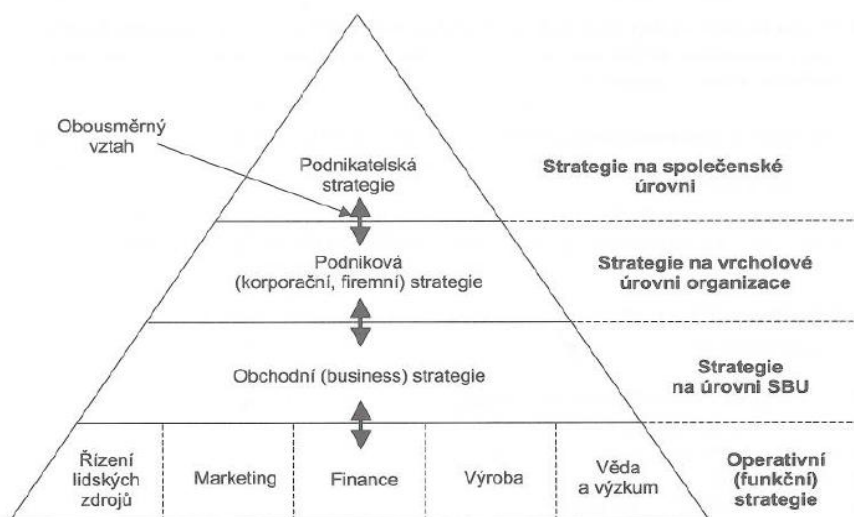 Obousměrný
vztah
Podnikatelská
strategie
Strategie na společenské
úrovni
Podniková
(korporační, firemní) strategie
Strategie na vrcholové
úrovni organizace
Obchodní (business) strategie
Strategie
na úrovni SBU
Řízení
lidských
zdrojů
Marketing
Finance
Výroba
Věda
a výzkum
Operativní
(funkční)
strategie